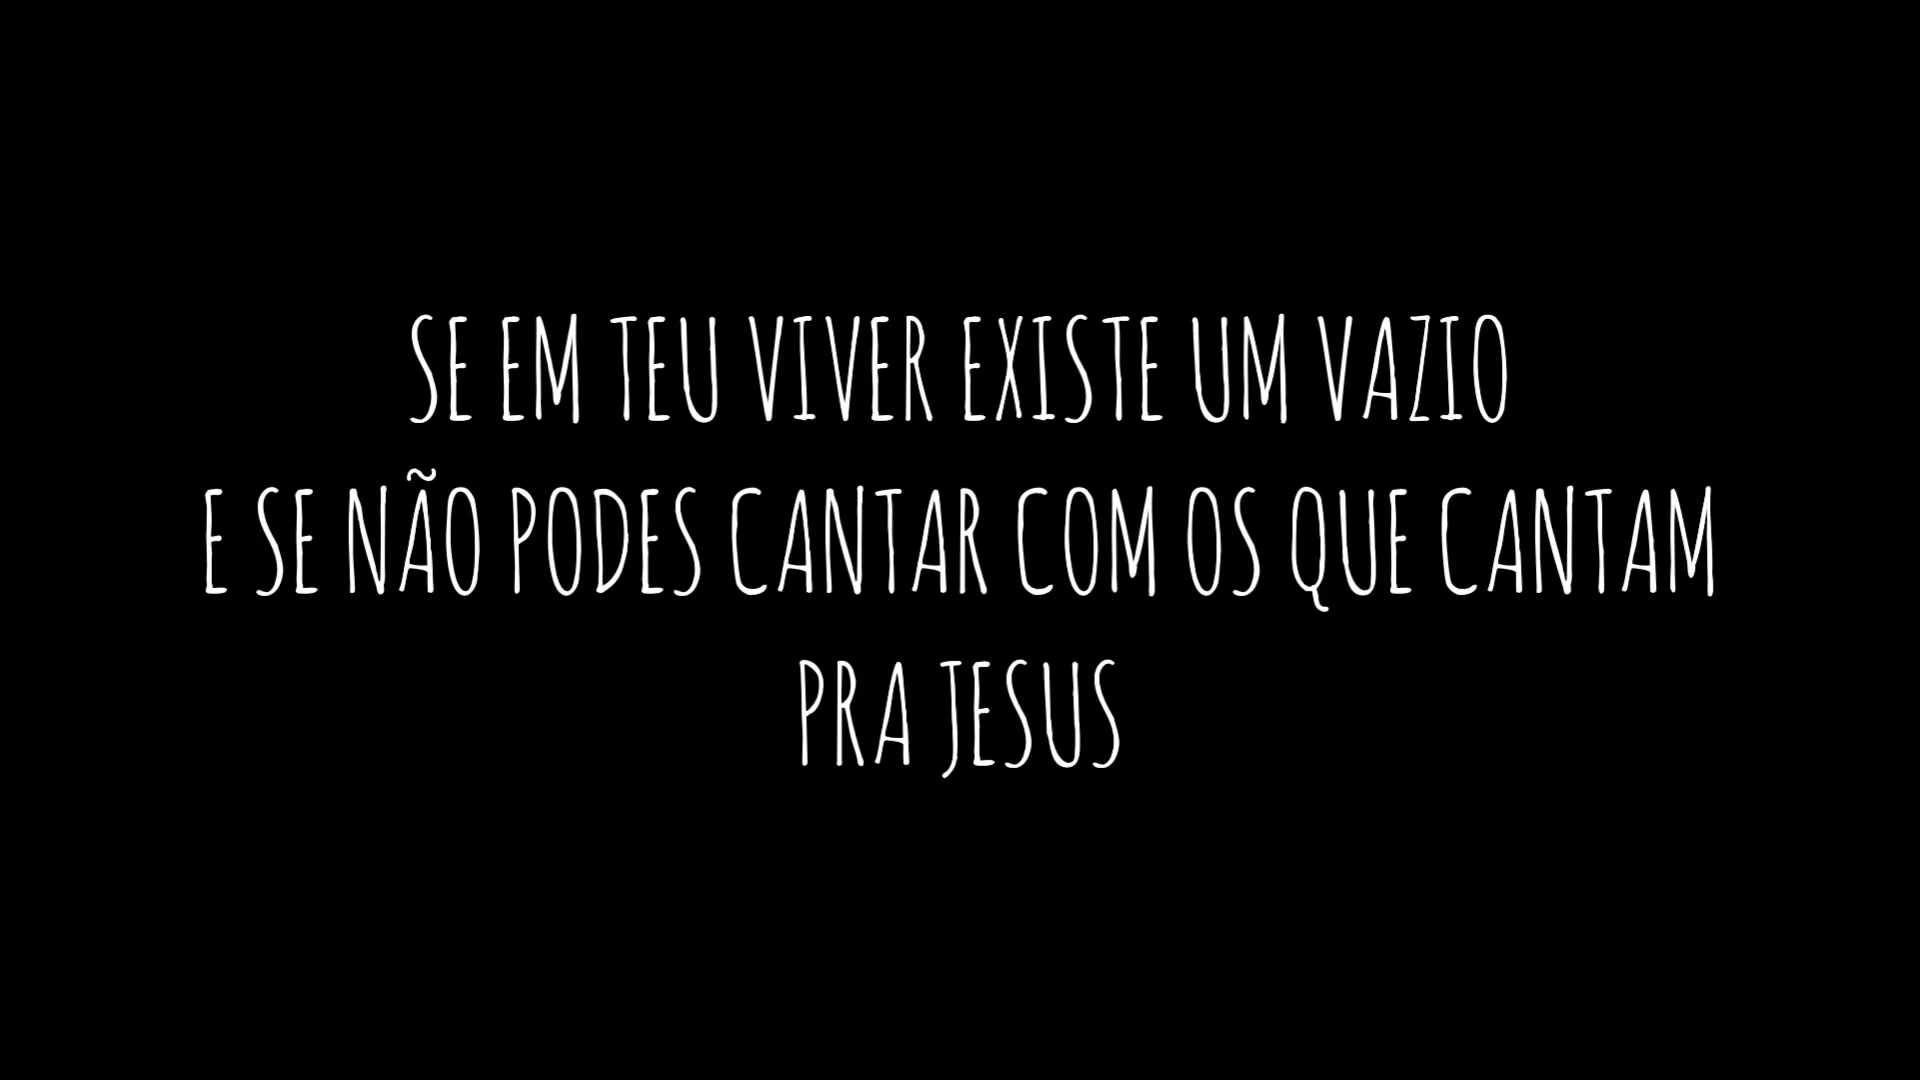 SE EM TEU VIVER EXISTE UM VAZIO
E SE NÃO PODES CANTAR COM OS QUE CANTAM
PRA JESUS